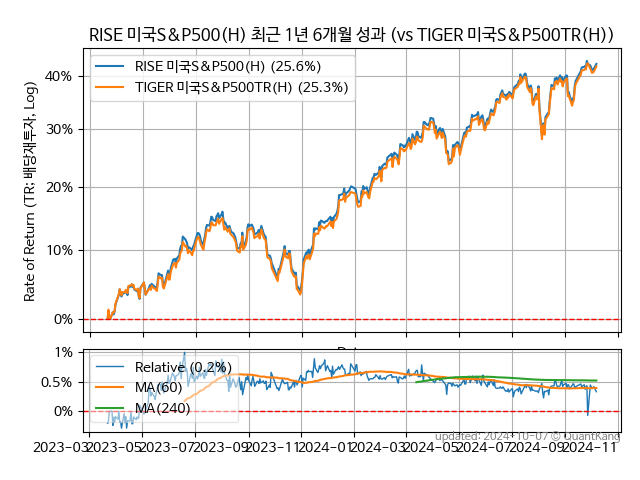 RISE 미국S&P500(H) 최근 1년 6개월 성과 (vs TIGER 미국S&P500TR(H))
RISE 미국S&P500(H) (25.6%)
TIGER 미국S&P500TR(H) (25.3%)
Rate of Return (TR: 배당재투자, Log)
40%
30%
20%
10%
0%
1%
0.5%
0%
Relative (0.2%)
MA(60)
MA(240)
updated: 2024-10-07 © QuantKang
2023-03
2023-05
2023-07
2023-09
2023-11
2024-01
2024-03
2024-05
2024-07
2024-09
2024-11